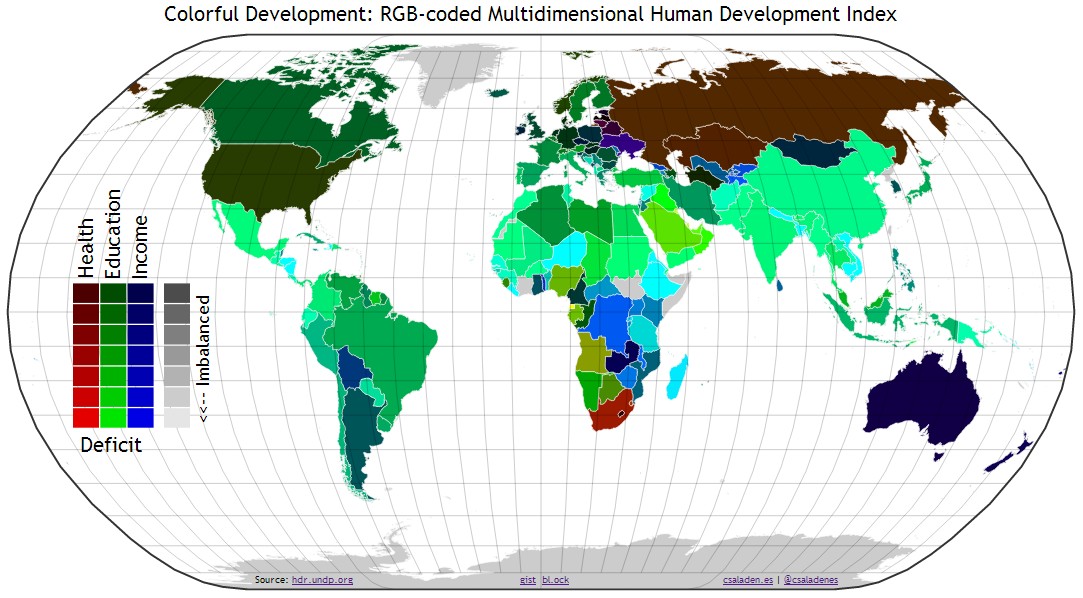 Colorful Development: RGB-coded Multidimensional Human Development Index
Health
Education
Income
<<-- Imbalanced
Deficit
Source: hdr.undp.org
gist bl.ock
csaladen.es | @csaladenes